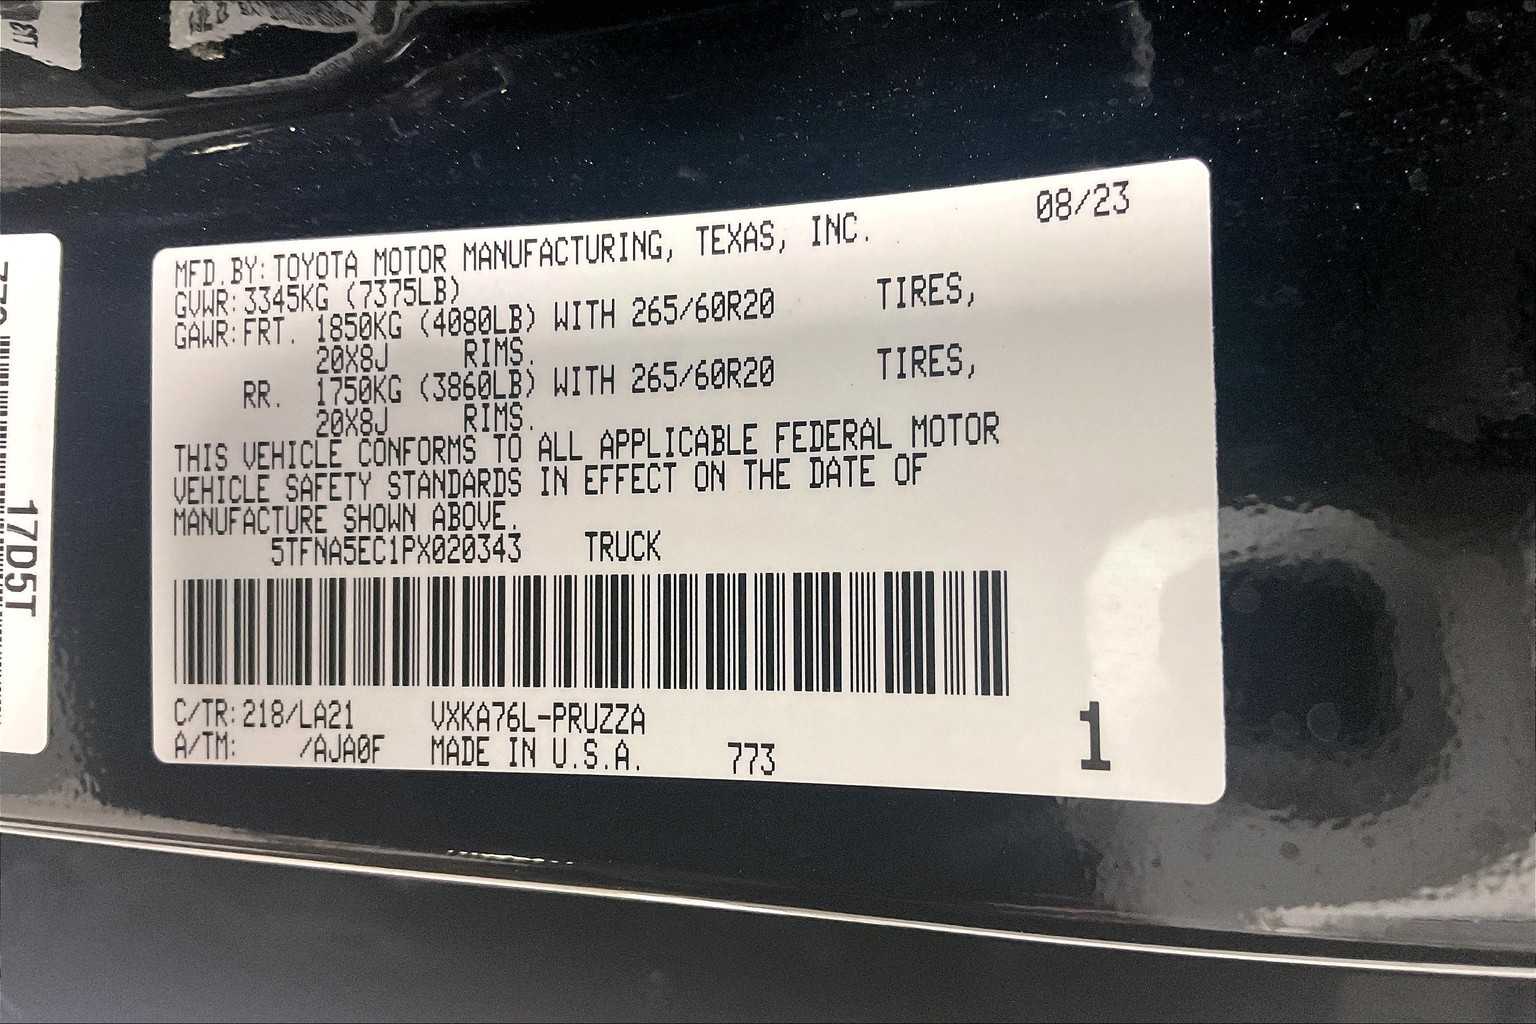 MFD.BY:TOYOTA MOTOR MANUFACTURING, TEXAS, INC. 08/23
GVWR:3345KG (7375LB)
GAWR:FRT. 1850KG (4080LB) WITH 265/60R20 TIRES,
20X8J RIMS.
RR. 1750KG (3860LB) WITH 265/60R20 TIRES,
20X8J RIMS.
THIS VEHICLE CONFORMS TO ALL APPLICABLE FEDERAL MOTOR
VEHICLE SAFETY STANDARDS IN EFFECT ON THE DATE OF
MANUFACTURE SHOWN ABOVE.
5TFNA5EC1PX020343 TRUCK
C/TR:218/LA21 VXKA76L-PRUZZA
A/TM: /AJA0F MADE IN U.S.A. 773
1
17D5T